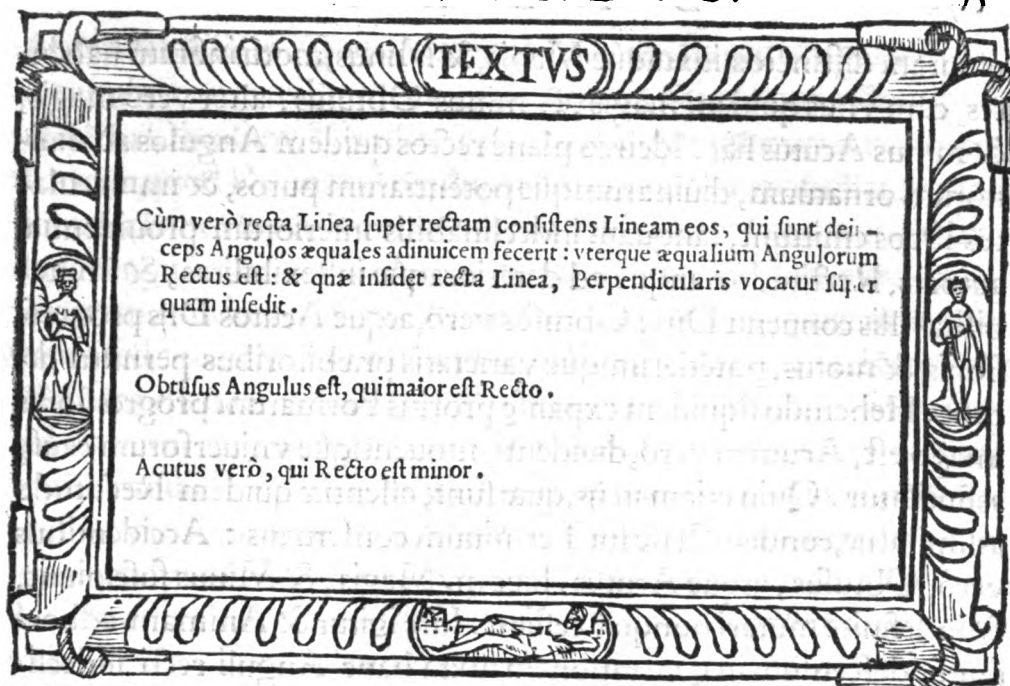 TEXTVS
Cùm verò recta Linea ſuper rectam conſiſtens Lineam eos, qui ſunt dein-
ceps Angulos æquales adinuicem fecerit : vterque æqualium Angulorum
Rectus eſt : & quæ inſidet recta Linea, Perpendicularis vocatur ſuper
quam inſedit .
Obtuſus Angulus eſt, qui maior eſt Recto .
Acutus verò, qui Recto eſt minor .